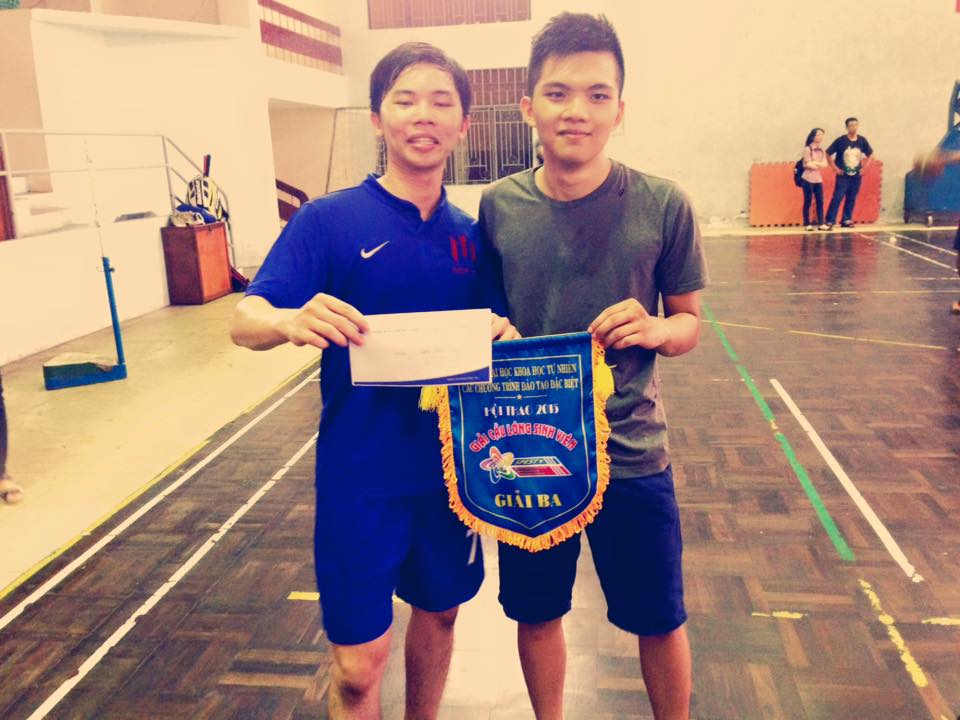 ĐẠI HỌC KHOA HỌC TỰ NHIÊN
CÁC CHƯƠNG TRÌNH ĐÀO TẠO ĐẶC BIỆT
HỘI THAO 2015
GIẢI CẦU LÔNG SINH VIÊN
GIẢI BA